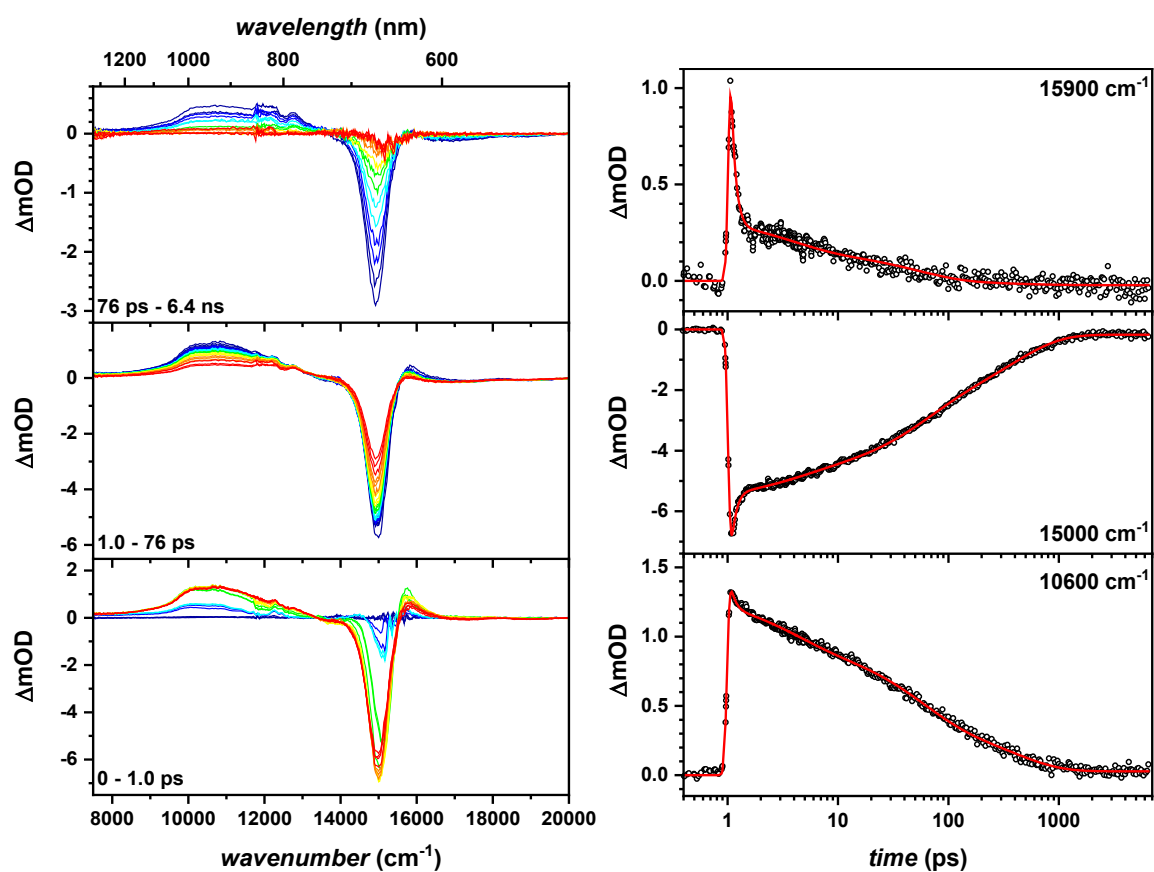 wavelength (nm)
1200 1000 800 600
ΔmOD
0
-1
-2
-3
76 ps - 6.4 ns
ΔmOD
0
-2
-4
-6
1.0 - 76 ps
ΔmOD
2
0
-2
-4
-6
0 - 1.0 ps
8000 10000 12000 14000 16000 18000 20000
wavenumber (cm⁻¹)
ΔmOD
1.0
0.5
0.0
15900 cm⁻¹
ΔmOD
0
-2
-4
-6
15000 cm⁻¹
ΔmOD
1.5
1.0
0.5
0.0
10600 cm⁻¹
1 10 100 1000
time (ps)